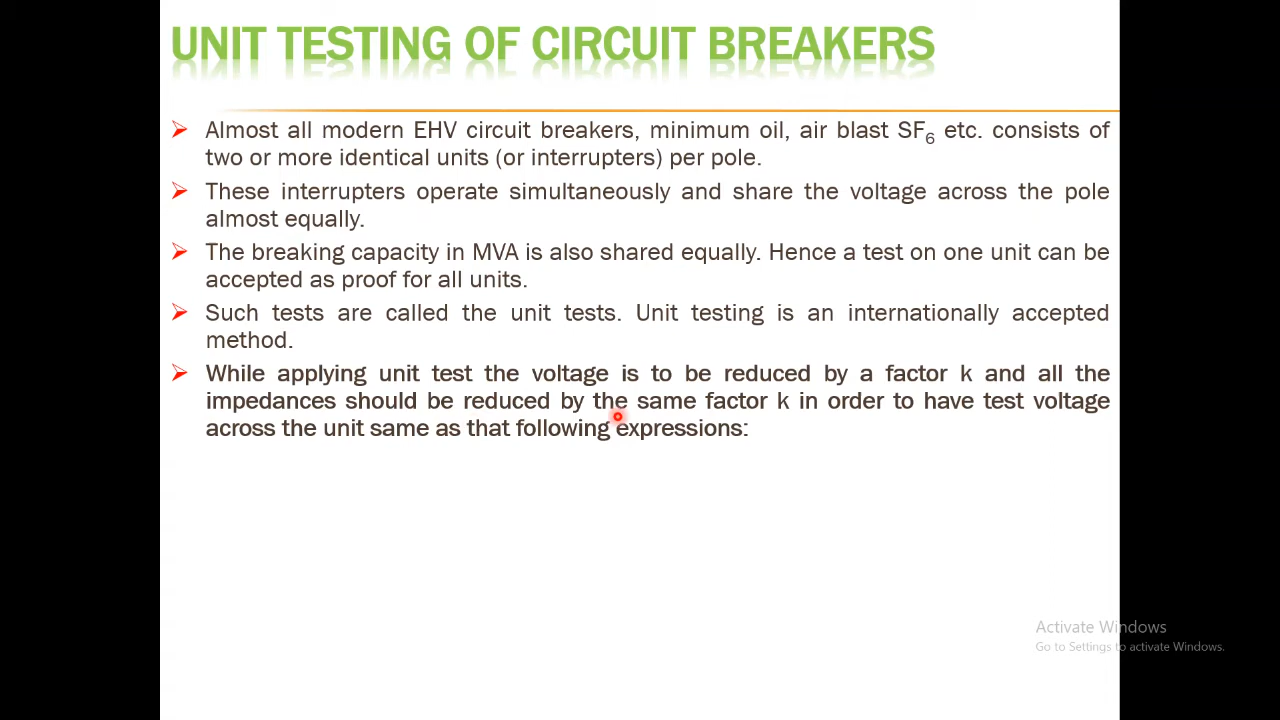 UNIT TESTING OF CIRCUIT BREAKERS
Almost all modern EHV circuit breakers, minimum oil, air blast SF6 etc. consists of
two or more identical units (or interrupters) per pole.
These interrupters operate simultaneously and share the voltage across the pole
almost equally.
The breaking capacity in MVA is also shared equally. Hence a test on one unit can be
accepted as proof for all units.
Such tests are called the unit tests. Unit testing is an internationally accepted
method.
While applying unit test the voltage is to be reduced by a factor k and all the
impedances should be reduced by the same factor k in order to have test voltage
across the unit same as that following expressions:
Activate Windows
Go to Settings to activate Windows.